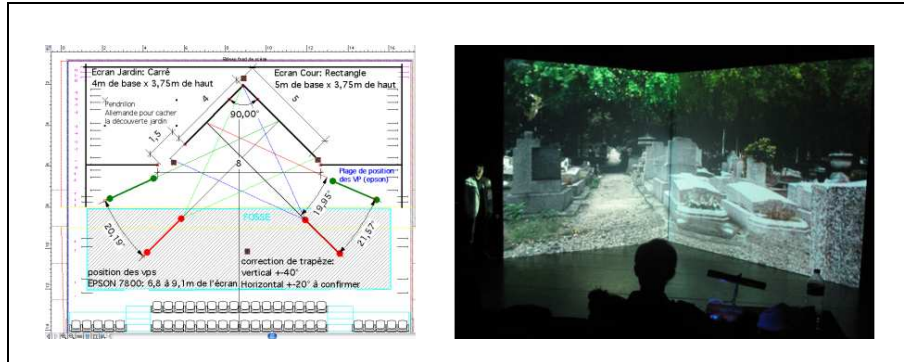 Ecran Jardin: Carré
4m de base x 3,75m de haut
Ecran Cour: Rectangle
5m de base x 3,75m de haut
Pendrillon
Allemande pour cacher
la découverte jardin
4
5
90,00°
1,5
8
Plage de position
des VP (epson)
19,95°
FOSSE
20,19°
21,57°
correction de trapèze:
vertical +-40°
position des vps
EPSON 7800: 6,8 à 9,1m de l'écran
Horizontal +-20° à confirmer